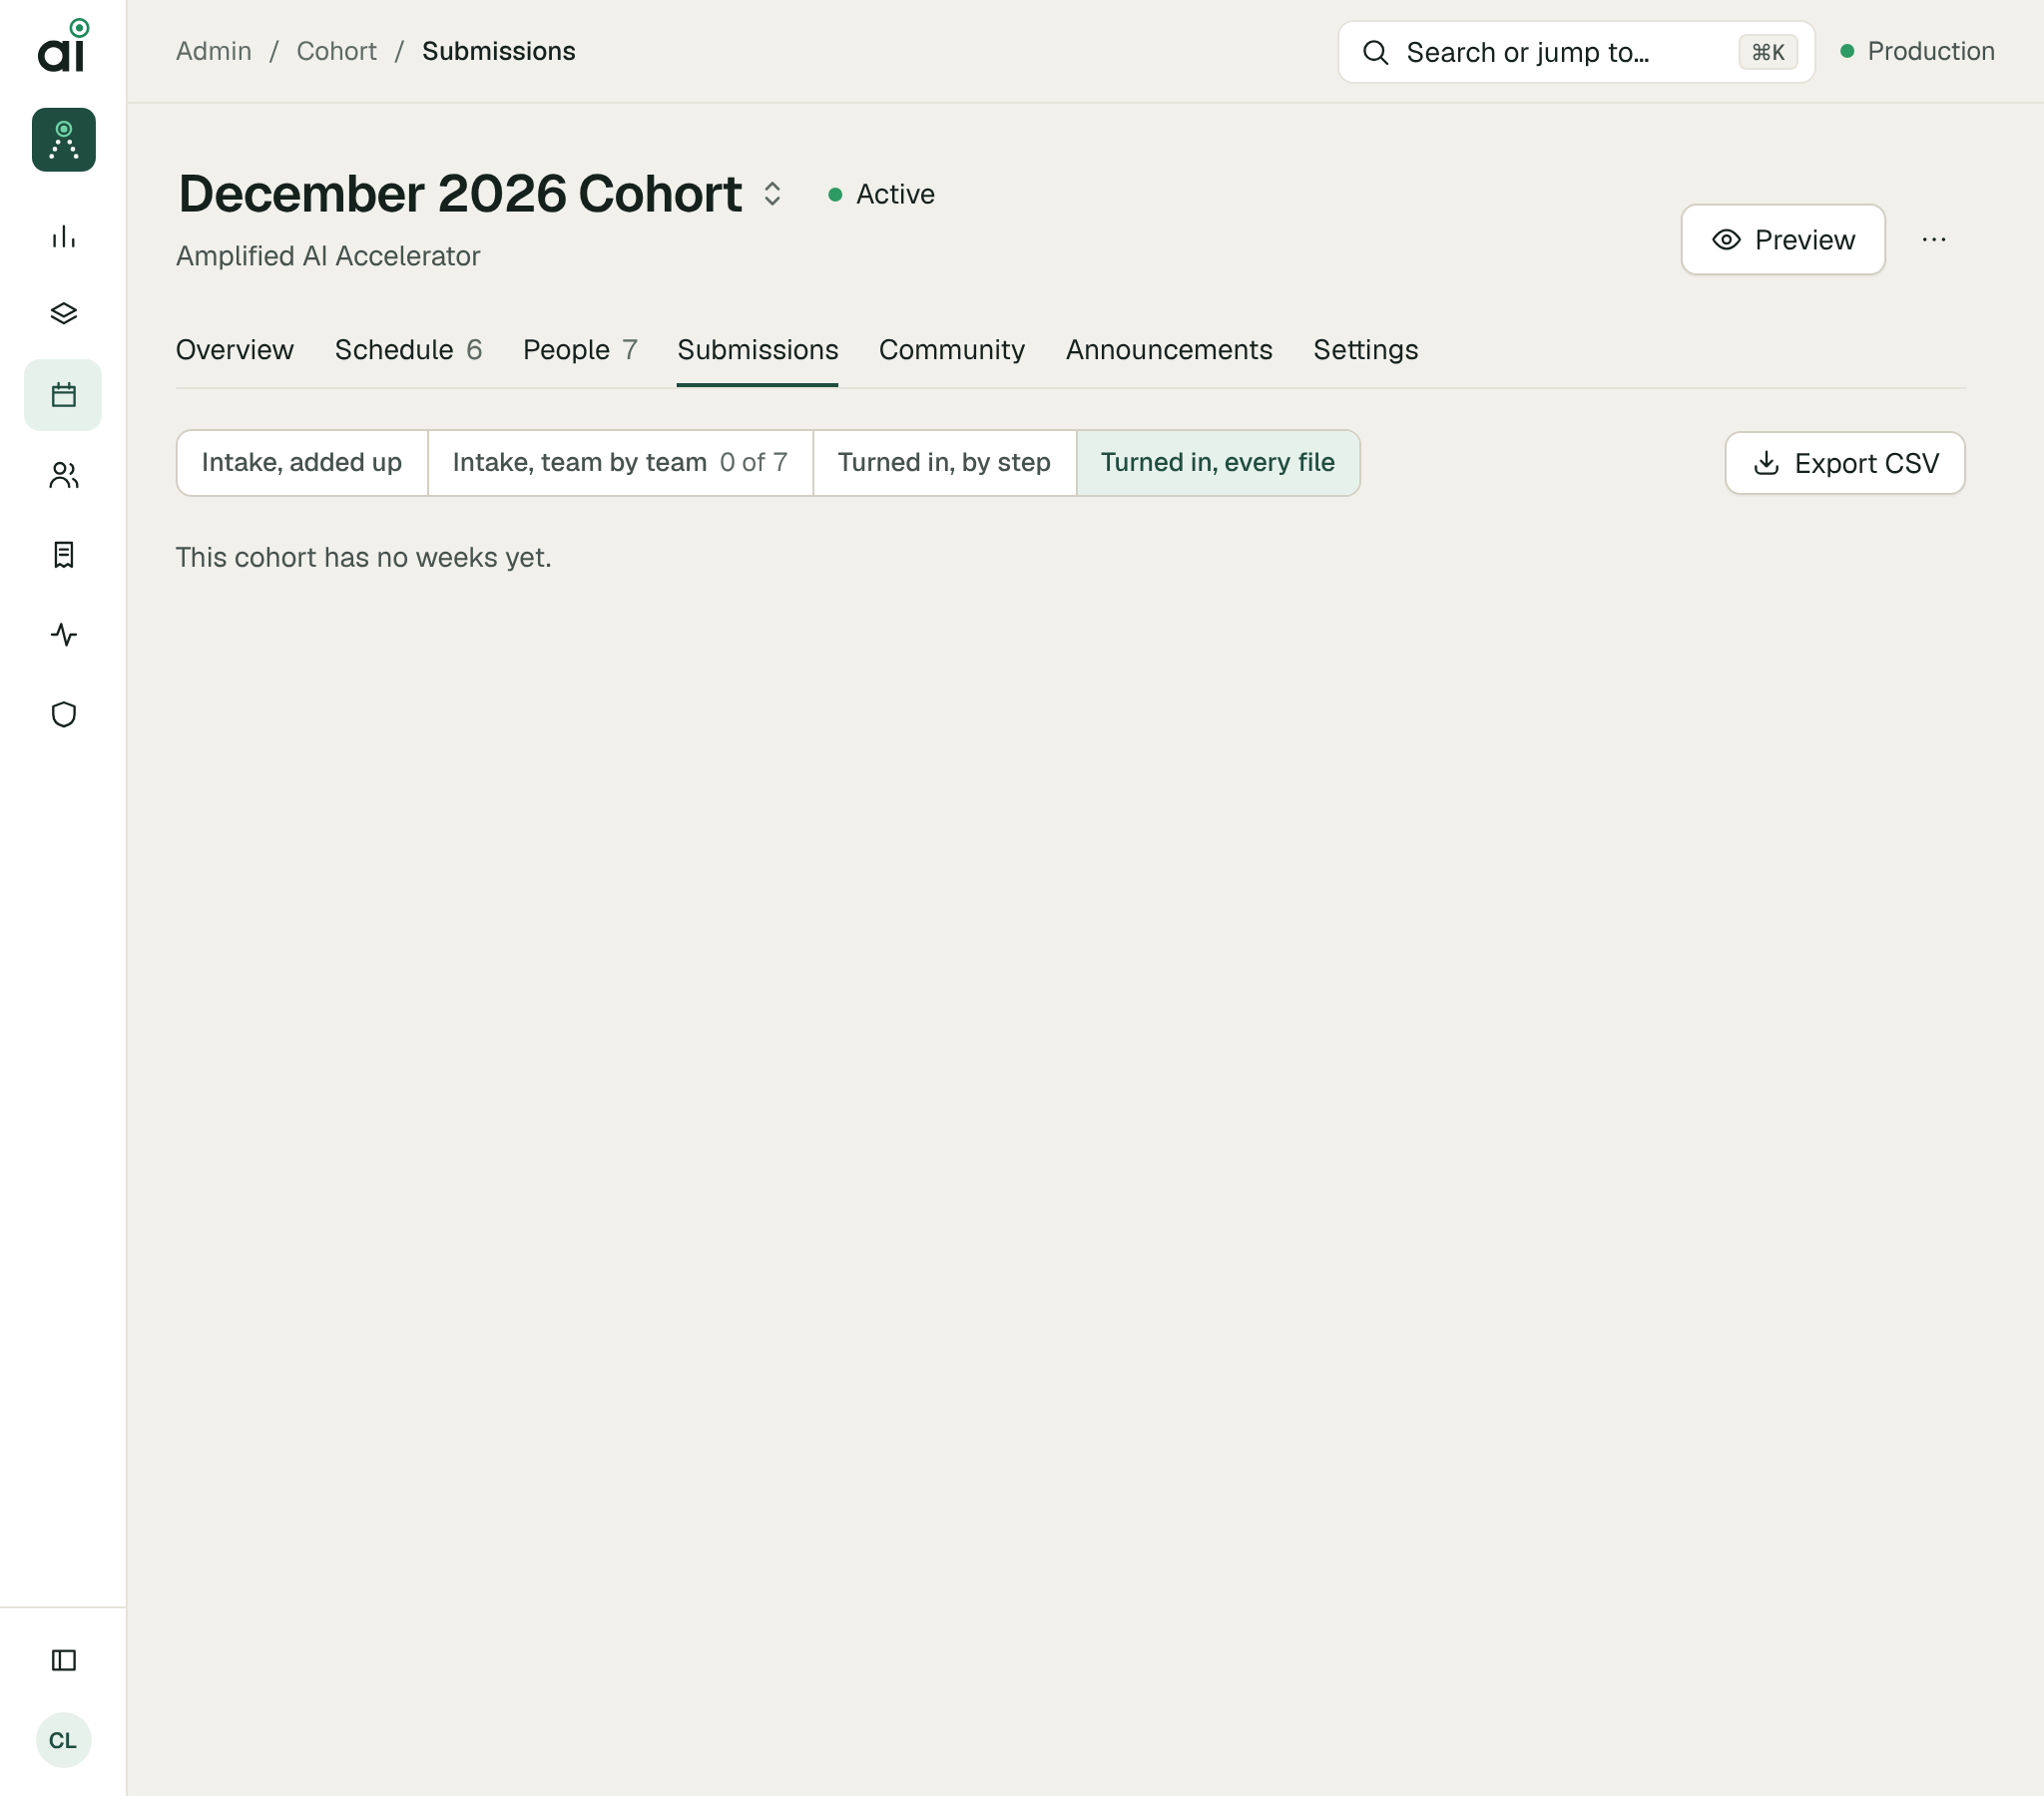 ai
Admin / Cohort / Submissions
Search or jump to... ⌘K
Production
December 2026 Cohort
Active
Amplified AI Accelerator
Preview
Overview Schedule 6 People 7 Submissions Community Announcements Settings
Intake, added up Intake, team by team 0 of 7 Turned in, by step Turned in, every file
Export CSV
This cohort has no weeks yet.
CL